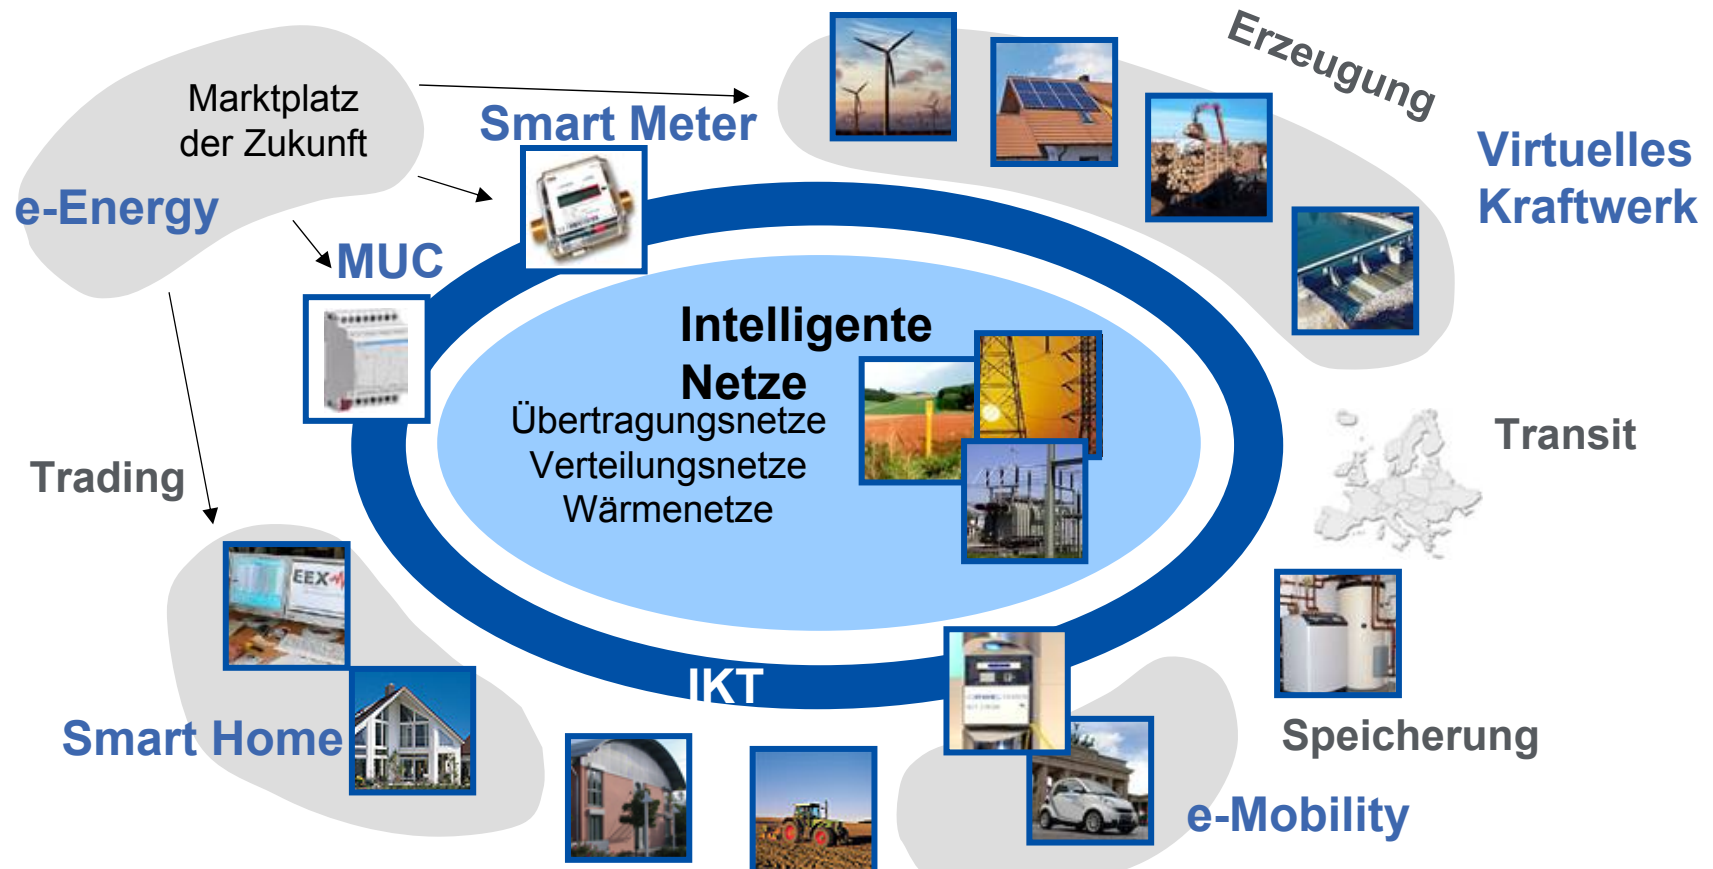 Erzeugung
Marktplatz
der Zukunft
Smart Meter
Virtuelles
Kraftwerk
e-Energy
MUC
Intelligente
Netze
Übertragungsnetze
Verteilungsnetze
Wärmenetze
Transit
Trading
EEX
IKT
Smart Home
Speicherung
e-Mobility